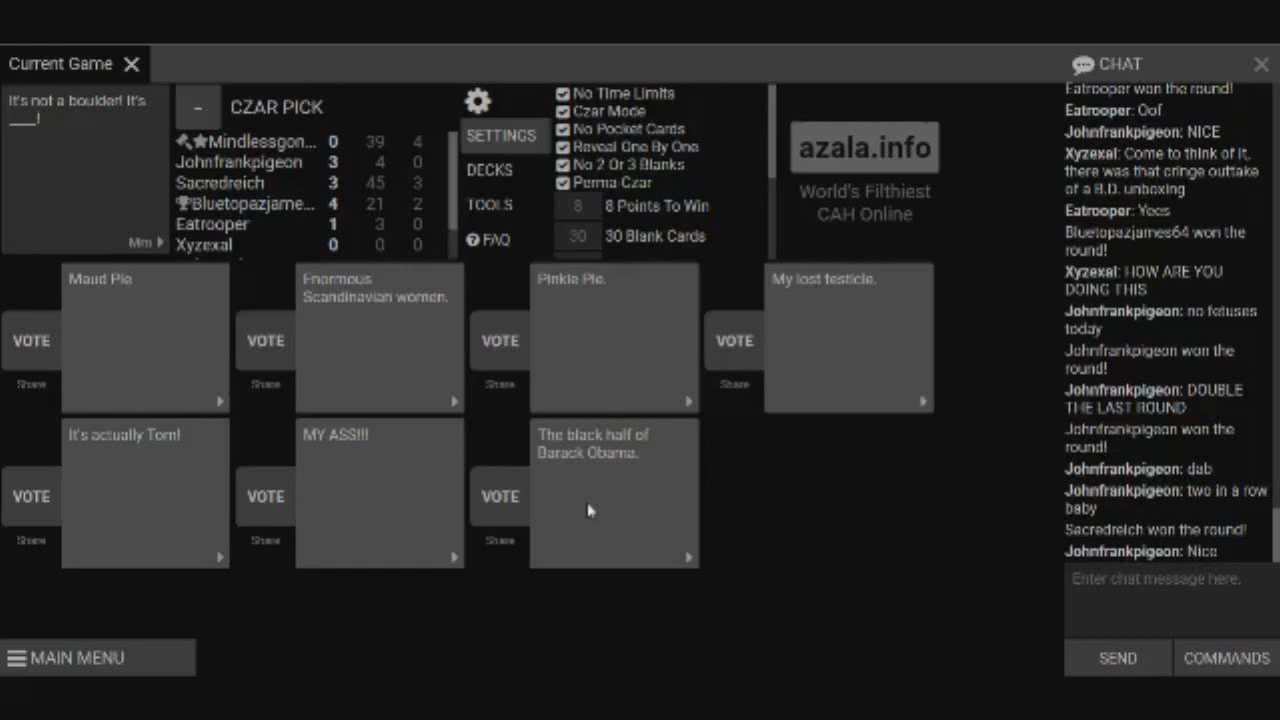 Current Game
CHAT
It's not a boulder! It's
____!
Mm
-
CZAR PICK
Mindlessgon... 0 39 4
Johnfrankpigeon 3 4 0
Sacredreich 3 45 3
Bluetopazjame... 4 21 2
Eatrooper 1 3 0
Xyzexal 0 0 0
SETTINGS
DECKS
TOOLS
FAQ
No Time Limits
Czar Mode
No Pocket Cards
Reveal One By One
No 2 Or 3 Blanks
Perma Czar
8 8 Points To Win
30 30 Blank Cards
azala.info
World's Filthiest
CAH Online
VOTE
Share
Maud Pie
VOTE
Share
Enormous
Scandinavian women.
VOTE
Share
Pinkie Pie.
VOTE
Share
My lost testicle.
VOTE
Share
It's actually Tom!
VOTE
Share
MY ASS!!!
VOTE
Share
The black half of
Barack Obama.
MAIN MENU
Eatrooper won the round!
Eatrooper: Oof
Johnfrankpigeon: NICE
Xyzexal: Come to think of it,
there was that cringe outtake
of a B.D. unboxing
Eatrooper: Yees
Bluetopazjames64 won the
round!
Xyzexal: HOW ARE YOU
DOING THIS
Johnfrankpigeon: no fetuses
today
Johnfrankpigeon won the
round!
Johnfrankpigeon: DOUBLE
THE LAST ROUND
Johnfrankpigeon won the
round!
Johnfrankpigeon: dab
Johnfrankpigeon: two in a row
baby
Sacredreich won the round!
Johnfrankpigeon: Nice
Enter chat message here.
SEND
COMMANDS